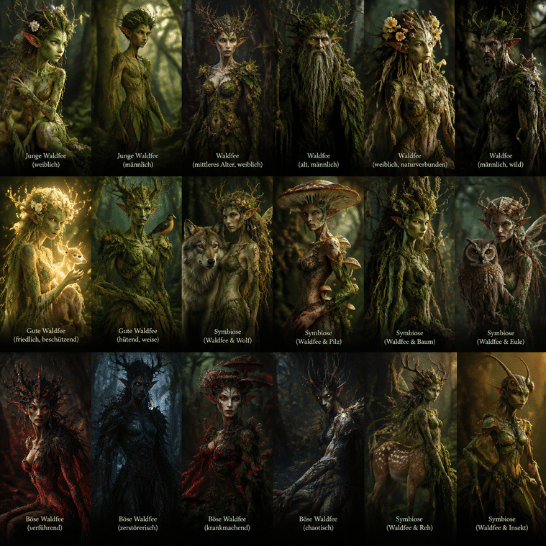 Junge Waldfee
(weiblich)
Junge Waldfee
(männlich)
Waldfee
(mittleres Alter, weiblich)
Waldfee
(alt, männlich)
Waldfee
(weiblich, naturverbunden)
Waldfee
(männlich, wild)
Gute Waldfee
(friedlich, beschützend)
Gute Waldfee
(hütend, weise)
Symbiose
(Waldfee & Wolf)
Symbiose
(Waldfee & Pilz)
Symbiose
(Waldfee & Baum)
Symbiose
(Waldfee & Eule)
Böse Waldfee
(verführend)
Böse Waldfee
(zerstörerisch)
Böse Waldfee
(krankmachend)
Böse Waldfee
(chaotisch)
Symbiose
(Waldfee & Reh)
Symbiose
(Waldfee & Insekt)